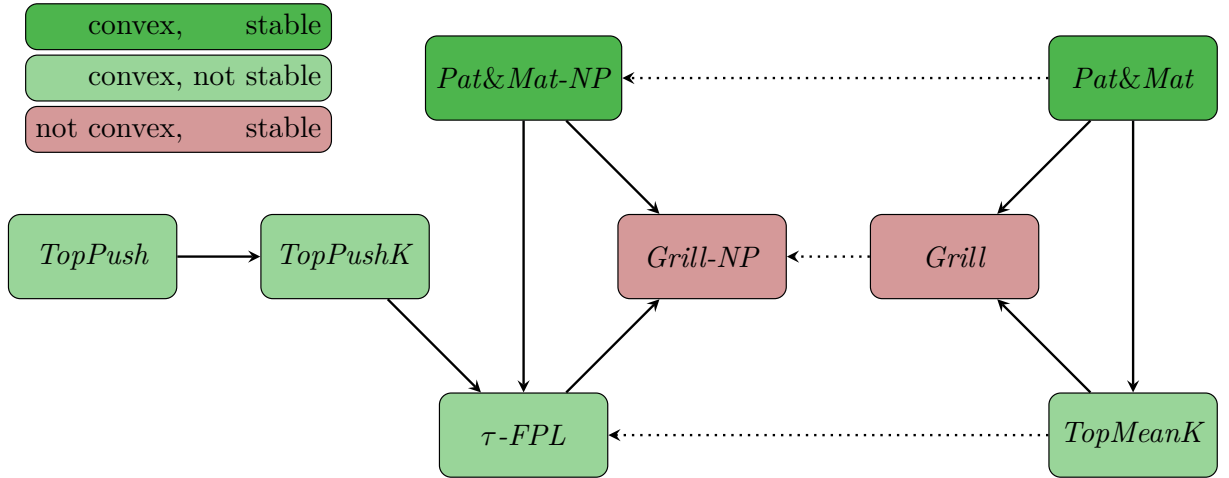 convex, stable
convex, not stable
not convex, stable
Pat&Mat-NP
Pat&Mat
TopPush
TopPushK
Grill-NP
Grill
τ-FPL
TopMeanK